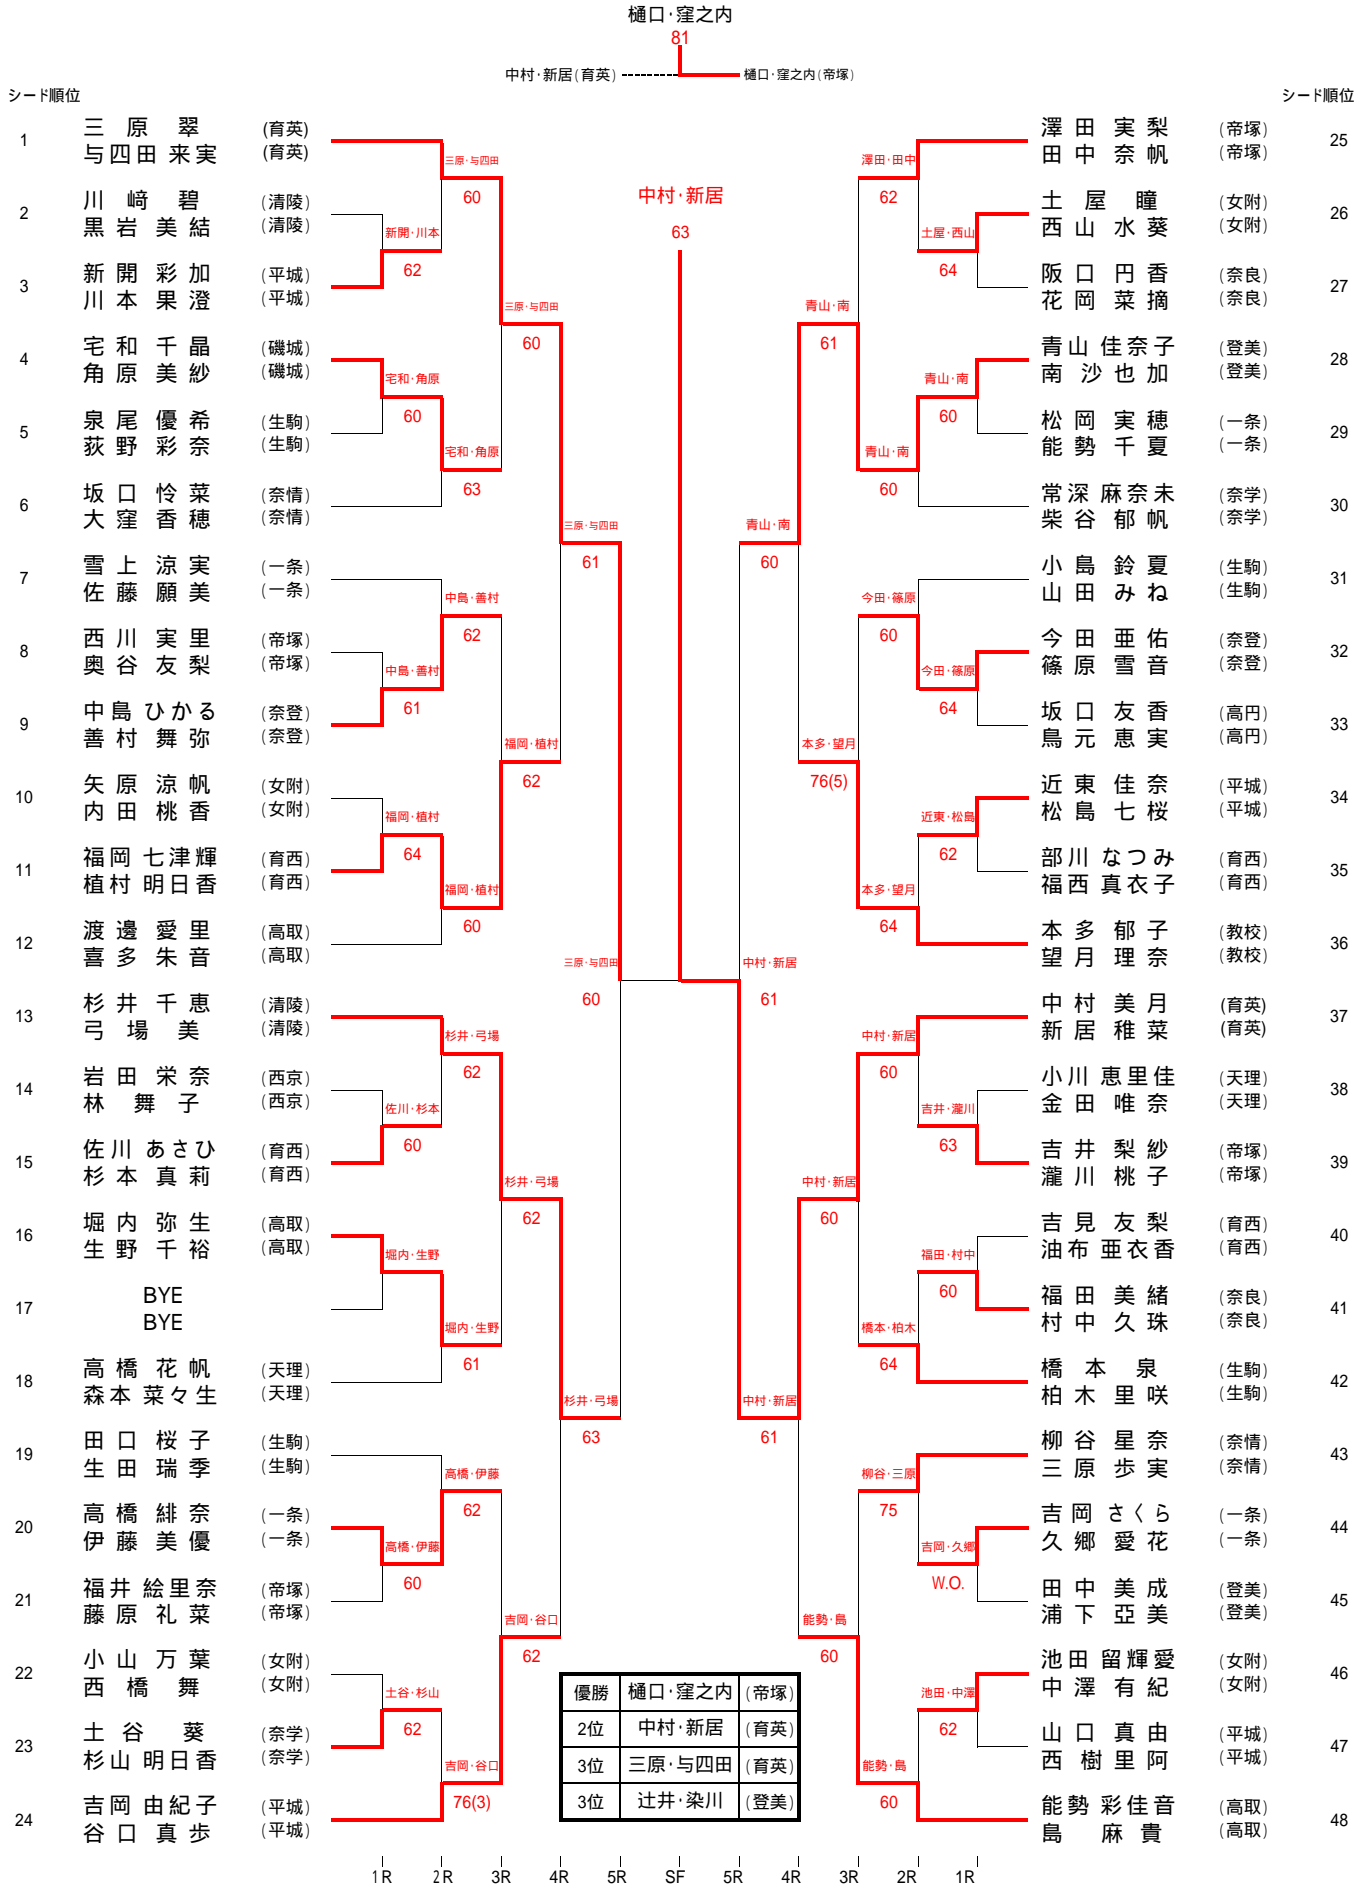 樋口・窪之内
81
中村・新居(育英) 樋口・窪之内(帝塚)
シード順位 シード順位
中村・新居
63
1 三原 翠 (育英)
与四田 来実 (育英)
2 川﨑 碧 (清陵)
黒岩 美結 (清陵)
3 新開 彩加 (平城)
川本 果澄 (平城)
4 宅和 千晶 (磯城)
角原 美紗 (磯城)
5 泉尾 優希 (生駒)
荻野 彩奈 (生駒)
6 坂口 怜菜 (奈情)
大窪 香穂 (奈情)
7 雪上 涼実 (一条)
佐藤 願美 (一条)
8 西川 実里 (帝塚)
奥谷 友梨 (帝塚)
9 中島 ひかる (奈登)
善村 舞弥 (奈登)
10 矢原 涼帆 (女附)
内田 桃香 (女附)
11 福岡 七津輝 (育西)
植村 明日香 (育西)
12 渡邊 愛里 (高取)
喜多 朱音 (高取)
13 杉井 千恵 (清陵)
弓場 美 (清陵)
14 岩田 栄奈 (西京)
林 舞子 (西京)
15 佐川 あさひ (育西)
杉本 真莉 (育西)
16 堀内 弥生 (高取)
生野 千裕 (高取)
17 BYE
BYE
18 高橋 花帆 (天理)
森本 菜々生 (天理)
19 田口 桜子 (生駒)
生田 瑞季 (生駒)
20 高橋 緋奈 (一条)
伊藤 美優 (一条)
21 福井 絵里奈 (帝塚)
藤原 礼菜 (帝塚)
22 小山 万葉 (女附)
西橋 舞 (女附)
23 土谷 葵 (奈学)
杉山 明日香 (奈学)
24 吉岡 由紀子 (平城)
谷口 真歩 (平城)
新開・川本
62
宅和・角原
60
中島・善村
61
福岡・植村
64
佐川・杉本
60
堀内・生野
高橋・伊藤
60
土谷・杉山
62
三原・与四田
60
宅和・角原
63
中島・善村
62
福岡・植村
60
杉井・弓場
62
堀内・生野
61
高橋・伊藤
62
吉岡・谷口
76(3)
三原・与四田
60
福岡・植村
62
杉井・弓場
62
吉岡・谷口
62
三原・与四田
61
杉井・弓場
63
三原・与四田
60
中村・新居
61
青山・南
60
中村・新居
61
青山・南
61
本多・望月
76(5)
中村・新居
60
能勢・島
60
澤田・田中
62
青山・南
60
今田・篠原
60
本多・望月
64
中村・新居
60
橋本・柏木
64
柳谷・三原
75
能勢・島
60
土屋・西山
64
青山・南
60
今田・篠原
64
近東・松島
62
吉井・瀧川
63
福田・村中
60
吉岡・久郷
W.O.
池田・中澤
62
澤田 実梨 (帝塚) 25
田中 奈帆 (帝塚)
土屋 瞳 (女附) 26
西山 水葵 (女附)
阪口 円香 (奈良) 27
花岡 菜摘 (奈良)
青山 佳奈子 (登美) 28
南 沙也加 (登美)
松岡 実穂 (一条) 29
能勢 千夏 (一条)
常深 麻奈未 (奈学) 30
柴谷 郁帆 (奈学)
小島 鈴夏 (生駒) 31
山田 みね (生駒)
今田 亜佑 (奈登) 32
篠原 雪音 (奈登)
坂口 友香 (高円) 33
鳥元 恵実 (高円)
近東 佳奈 (平城) 34
松島 七桜 (平城)
部川 なつみ (育西) 35
福西 真衣子 (育西)
本多 郁子 (教校) 36
望月 理奈 (教校)
中村 美月 (育英) 37
新居 稚菜 (育英)
小川 恵里佳 (天理) 38
金田 唯奈 (天理)
吉井 梨紗 (帝塚) 39
瀧川 桃子 (帝塚)
吉見 友梨 (育西) 40
油布 亜衣香 (育西)
福田 美緒 (奈良) 41
村中 久珠 (奈良)
橋本 泉 (生駒) 42
柏木 里咲 (生駒)
柳谷 星奈 (奈情) 43
三原 歩実 (奈情)
吉岡 さくら (一条) 44
久郷 愛花 (一条)
田中 美成 (登美) 45
浦下 亞美 (登美)
池田 留輝愛 (女附) 46
中澤 有紀 (女附)
山口 真由 (平城) 47
西 樹里阿 (平城)
能勢 彩佳音 (高取) 48
島 麻貴 (高取)
優勝 樋口・窪之内 (帝塚)
2位 中村・新居 (育英)
3位 三原・与四田 (育英)
3位 辻井・染川 (登美)
1R 2R 3R 4R 5R SF 5R 4R 3R 2R 1R